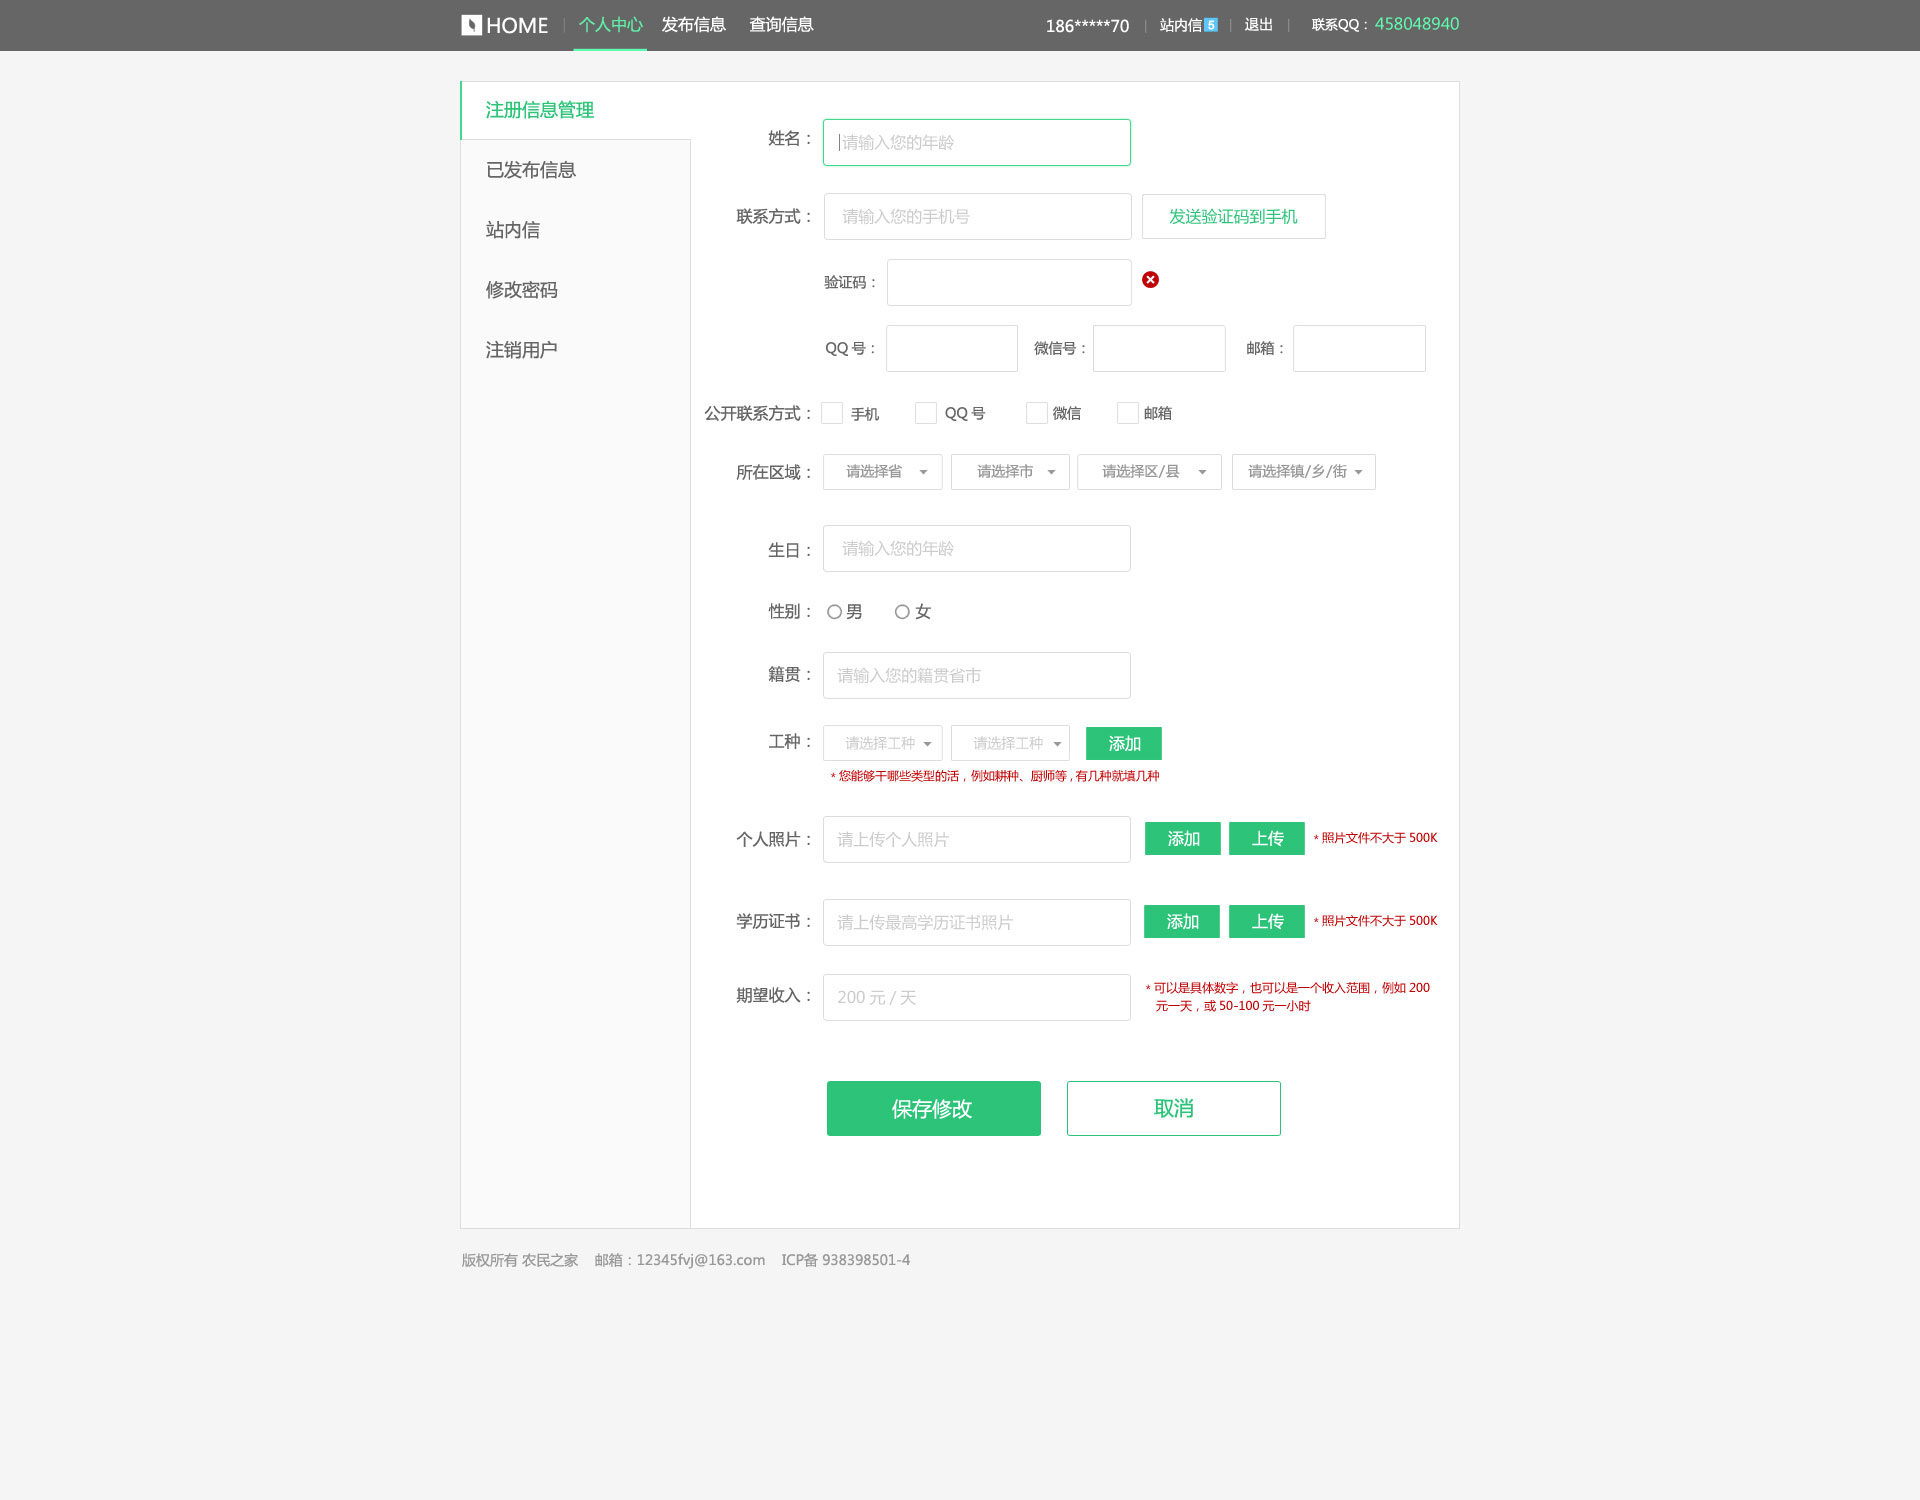 HOME 个人中心 发布信息 查询信息 186*****70 站内信 5 退出 联系QQ：458048940
注册信息管理
已发布信息
站内信
修改密码
注销用户
姓名： 请输入您的年龄
联系方式： 请输入您的手机号 发送验证码到手机
验证码：
QQ 号： 微信号： 邮箱：
公开联系方式： 手机 QQ 号 微信 邮箱
所在区域： 请选择省 请选择市 请选择区/县 请选择镇/乡/街
生日： 请输入您的年龄
性别： 男 女
籍贯： 请输入您的籍贯省市
工种： 请选择工种 请选择工种 添加
* 您能够干哪些类型的活，例如耕种、厨师等，有几种就填几种
个人照片： 请上传个人照片 添加 上传 * 照片文件不大于 500K
学历证书： 请上传最高学历证书照片 添加 上传 * 照片文件不大于 500K
期望收入： 200 元 / 天 * 可以是具体数字，也可以是一个收入范围，例如 200
元一天，或 50-100 元一小时
保存修改 取消
版权所有 农民之家 邮箱：12345fvj@163.com ICP备 938398501-4